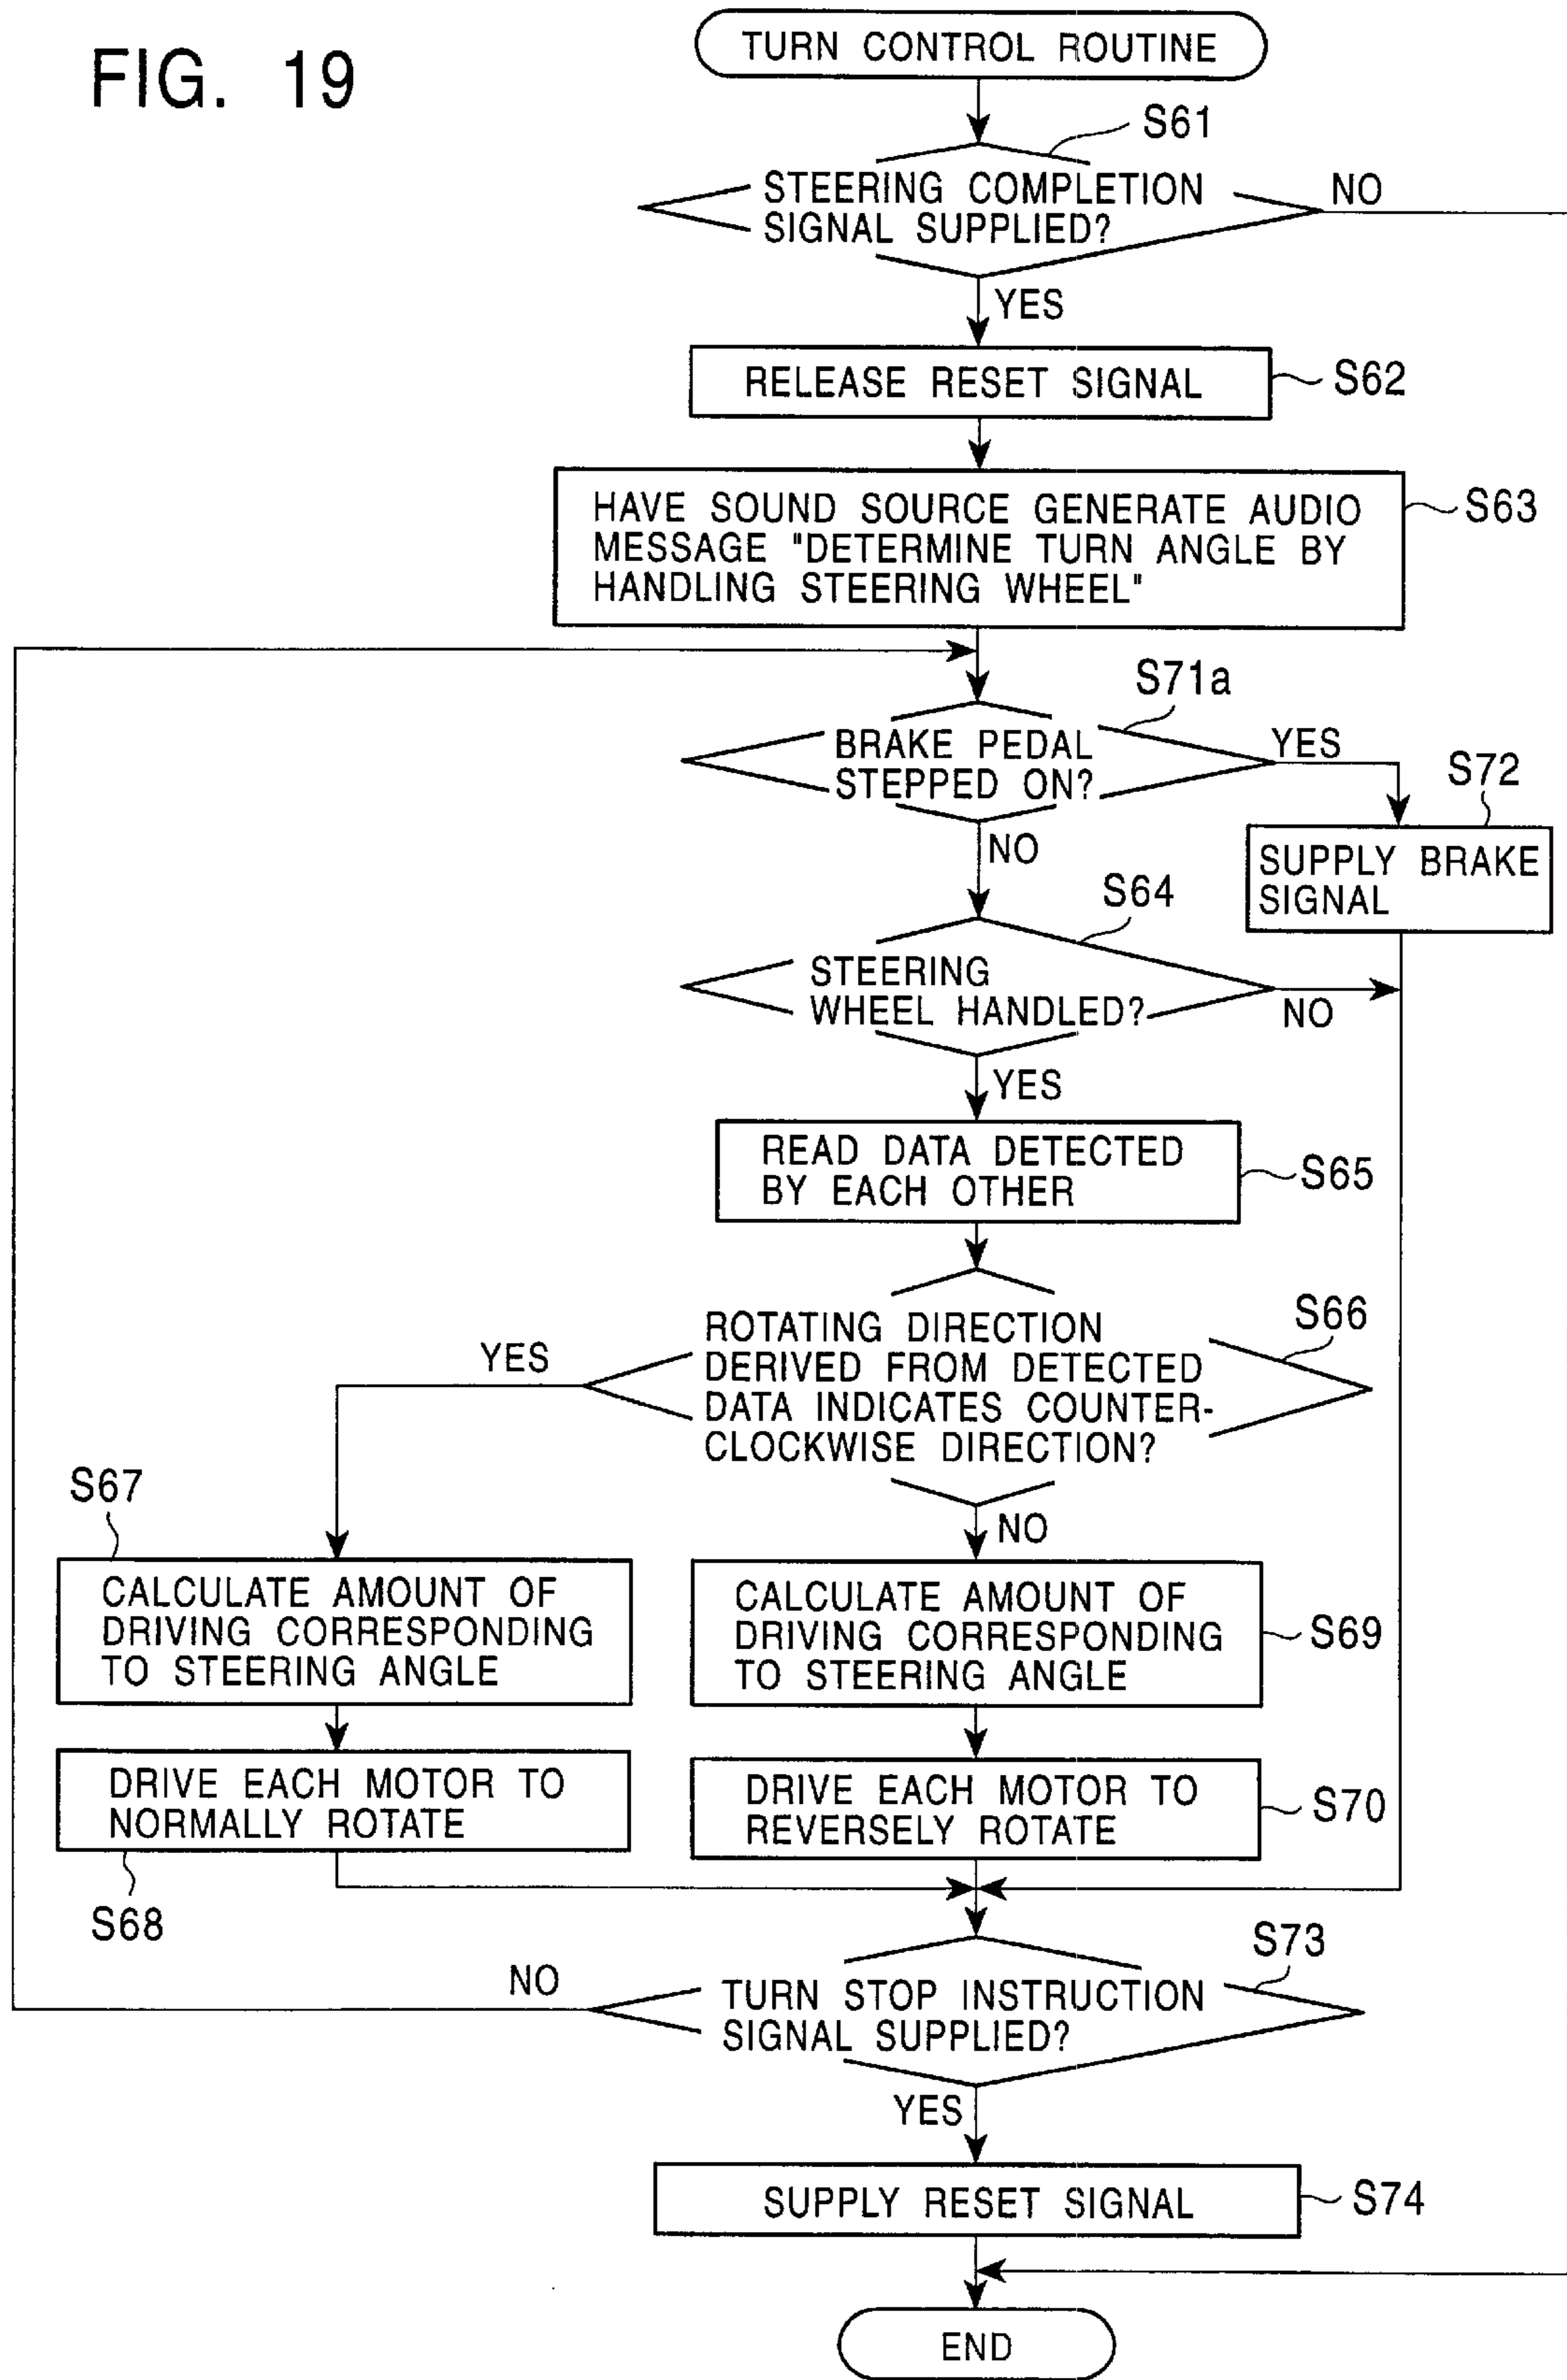 FIG. 19
TURN CONTROL ROUTINE
S61
STEERING COMPLETION
SIGNAL SUPPLIED?
NO
YES
RELEASE RESET SIGNAL
S62
HAVE SOUND SOURCE GENERATE AUDIO
MESSAGE "DETERMINE TURN ANGLE BY
HANDLING STEERING WHEEL"
S63
S71a
BRAKE PEDAL
STEPPED ON?
YES
S72
NO
SUPPLY BRAKE
SIGNAL
S64
STEERING
WHEEL HANDLED?
NO
YES
READ DATA DETECTED
BY EACH OTHER
S65
S66
ROTATING DIRECTION
DERIVED FROM DETECTED
DATA INDICATES COUNTER-
CLOCKWISE DIRECTION?
YES
NO
S67
CALCULATE AMOUNT OF
DRIVING CORRESPONDING
TO STEERING ANGLE
CALCULATE AMOUNT OF
DRIVING CORRESPONDING
TO STEERING ANGLE
S69
DRIVE EACH MOTOR TO
NORMALLY ROTATE
S68
DRIVE EACH MOTOR TO
REVERSELY ROTATE
S70
S73
TURN STOP INSTRUCTION
SIGNAL SUPPLIED?
NO
YES
SUPPLY RESET SIGNAL
S74
END